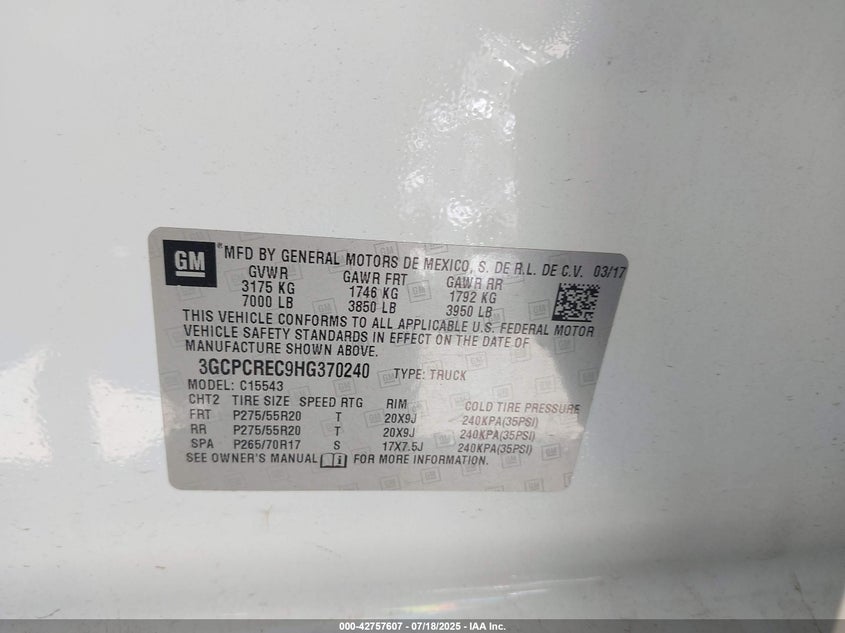 GM
® MFD BY GENERAL MOTORS DE MEXICO, S. DE R.L. DE C.V. 03/17
GVWR GAWR FRT GAWR RR
3175 KG 1746 KG 1792 KG
7000 LB 3850 LB 3950 LB
THIS VEHICLE CONFORMS TO ALL APPLICABLE U.S. FEDERAL MOTOR
VEHICLE SAFETY STANDARDS IN EFFECT ON THE DATE OF
MANUFACTURE SHOWN ABOVE.
3GCPCREC9HG370240 TYPE: TRUCK
MODEL: C15543
CHT2 TIRE SIZE SPEED RTG RIM COLD TIRE PRESSURE
FRT P275/55R20 T 20X9J 240KPA(35PSI)
RR P275/55R20 T 20X9J 240KPA(35PSI)
SPA P265/70R17 S 17X7.5J 240KPA(35PSI)
SEE OWNER'S MANUAL FOR MORE INFORMATION.
000-42757607 - 07/18/2025 - IAA Inc.